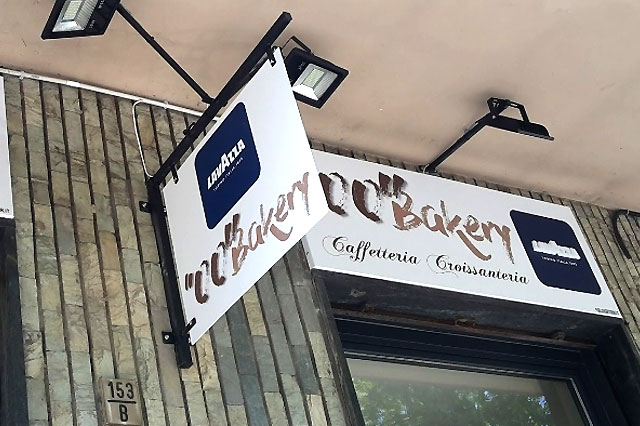 LAVAZZA
"00" Bakery
"00" Bakery
Caffetteria Croissanteria
153
B